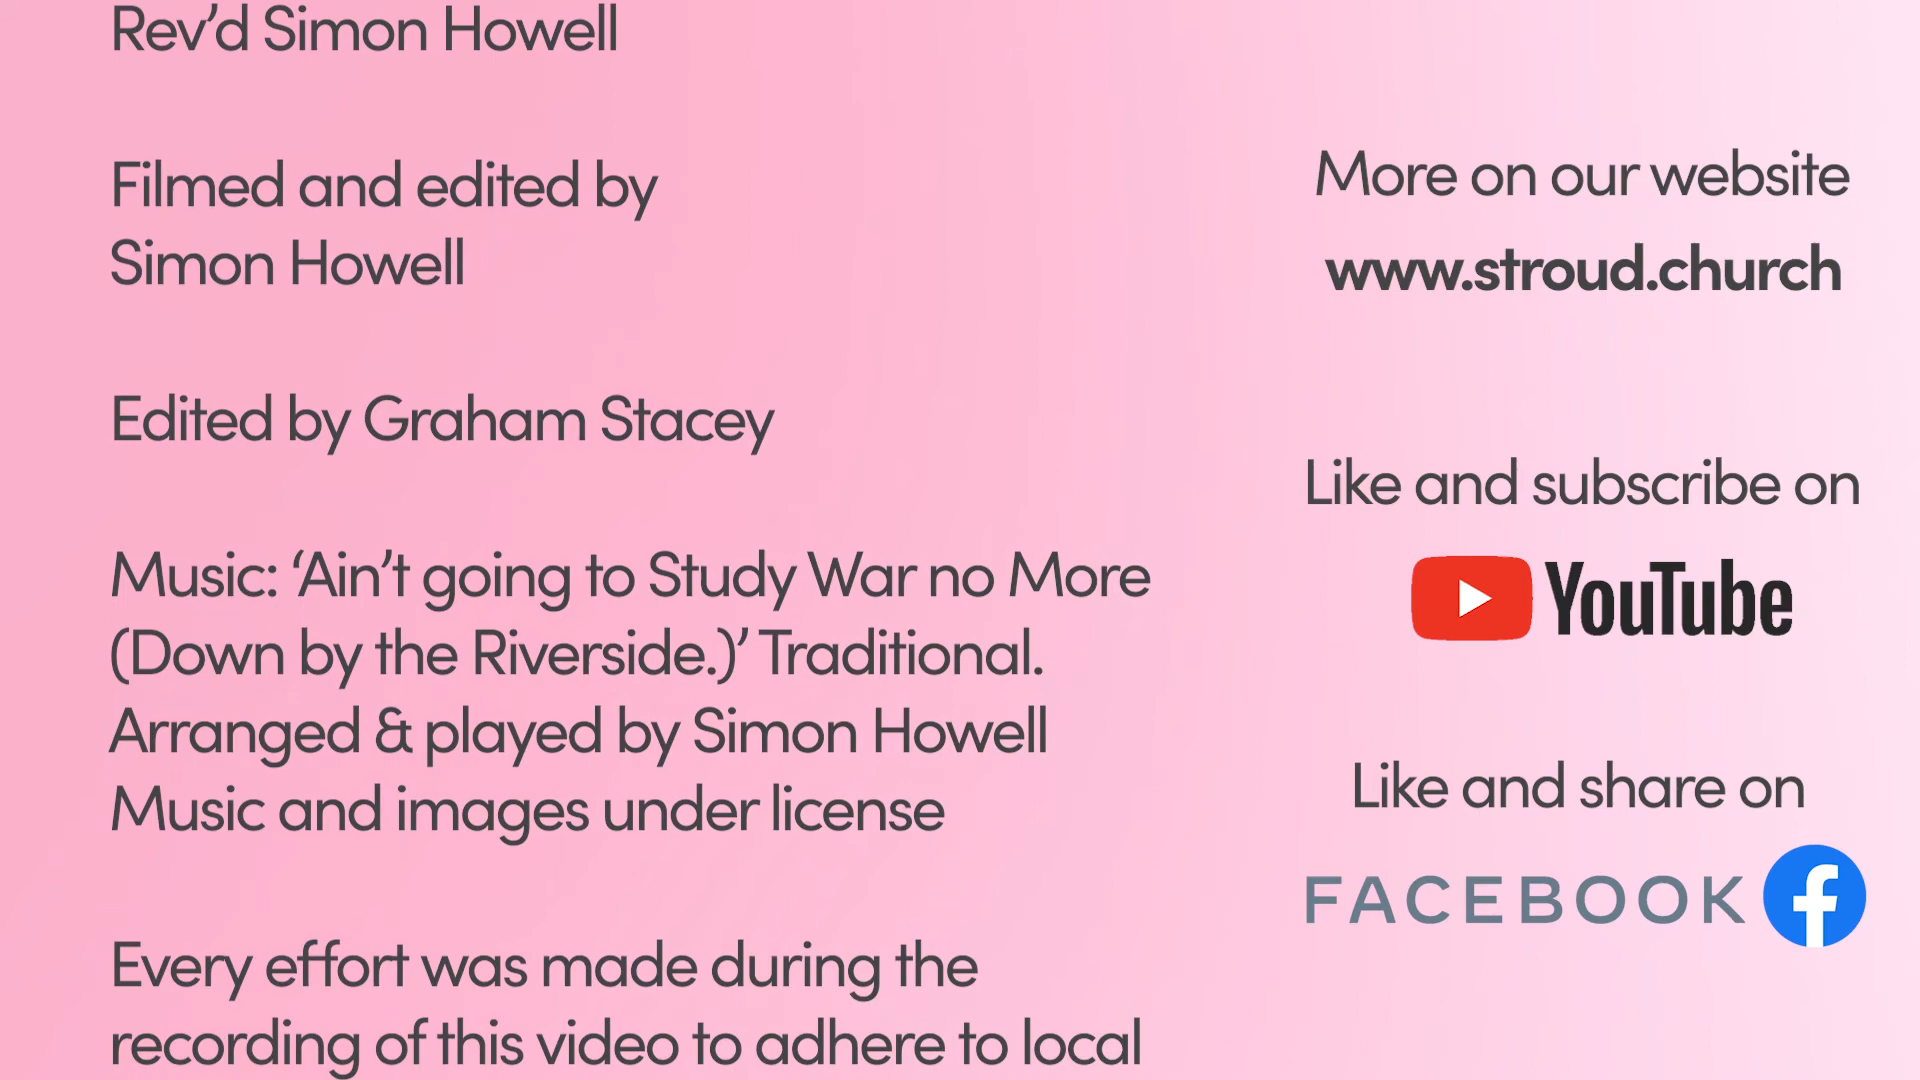 Rev’d Simon Howell
Filmed and edited by
Simon Howell
Edited by Graham Stacey
Music: ‘Ain’t going to Study War no More
(Down by the Riverside.)’ Traditional.
Arranged & played by Simon Howell
Music and images under license
Every effort was made during the
recording of this video to adhere to local
More on our website
www.stroud.church
Like and subscribe on
YouTube
Like and share on
FACEBOOK